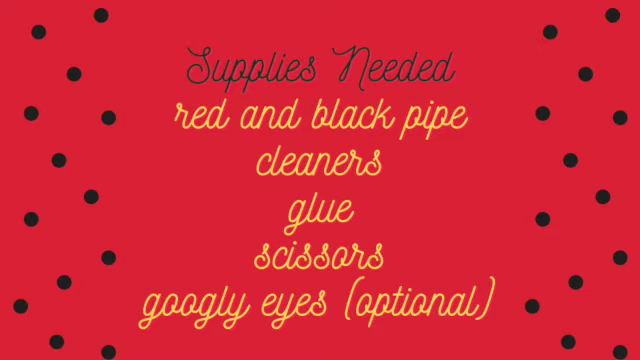 Supplies Needed
red and black pipe
cleaners
glue
scissors
googly eyes (optional)